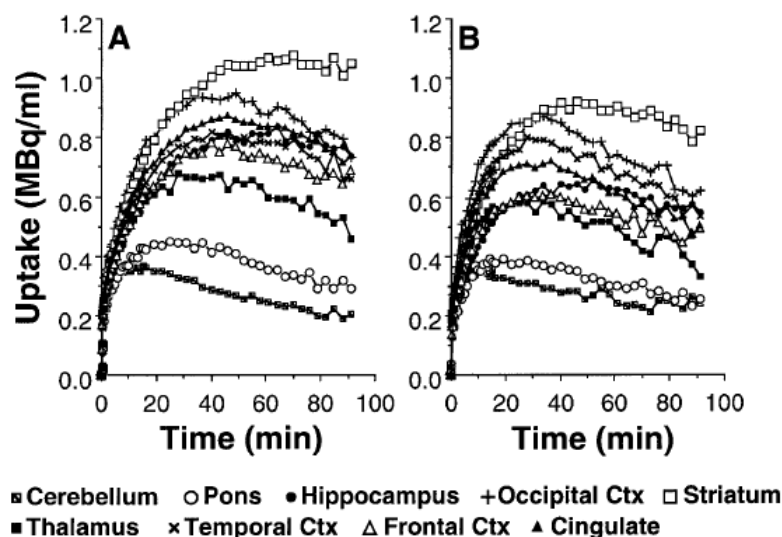 A
B
Uptake (MBq/ml)
1.2
1.0
0.8
0.6
0.4
0.2
0.0
0 20 40 60 80 100
Time (min)
1.2
1.0
0.8
0.6
0.4
0.2
0.0
0 20 40 60 80 100
Time (min)
Cerebellum Pons Hippocampus Occipital Ctx Striatum
Thalamus Temporal Ctx Frontal Ctx Cingulate